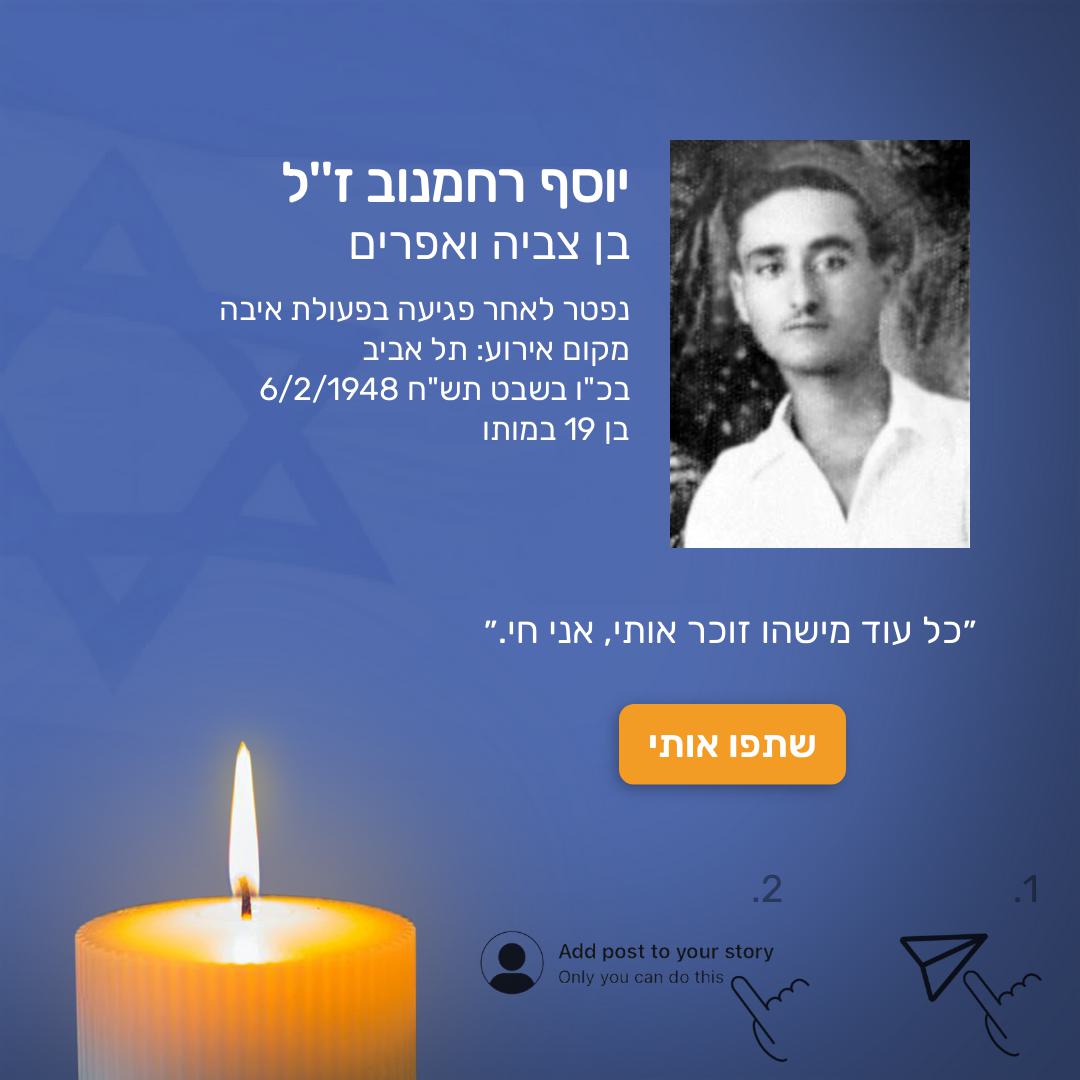 יוסף רחמנוב ז"ל
בן צביה ואפרים
נפטר לאחר פגיעה בפעולת איבה
מקום אירוע: תל אביב
בכ"ו בשבט תש"ח 6/2/1948
בן 19 במותו
״כל עוד מישהו זוכר אותי, אני חי.״
שתפו אותי
1.
2.
Add post to your story
Only you can do this